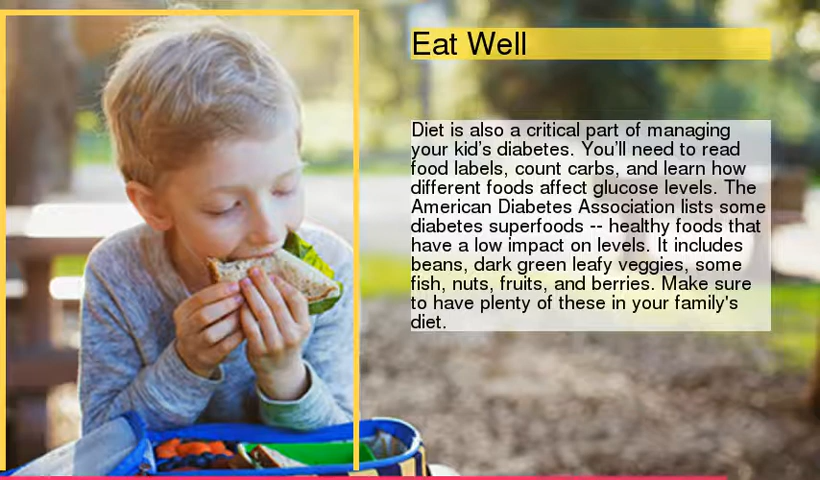 Eat Well
Diet is also a critical part of managing
your kid's diabetes. You'll need to read
food labels, count carbs, and learn how
different foods affect glucose levels. The
American Diabetes Association lists some
diabetes superfoods -- healthy foods that
have a low impact on levels. It includes
beans, dark green leafy veggies, some
fish, nuts, fruits, and berries. Make sure
to have plenty of these in your family's
diet.